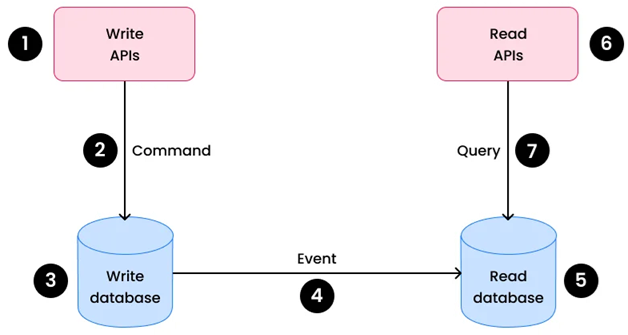 1
Write
APIs
Read
APIs
6
2
Command
Query
7
3
Write
database
Event
4
Read
database
5